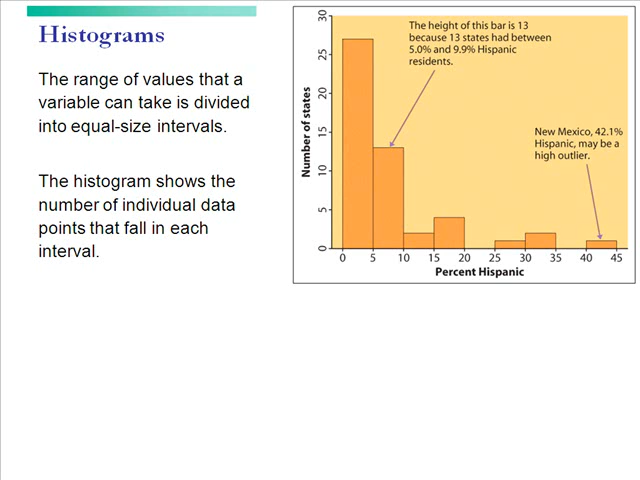 Histograms
The range of values that a
variable can take is divided
into equal-size intervals.
The histogram shows the
number of individual data
points that fall in each
interval.
The height of this bar is 13
because 13 states had between
5.0% and 9.9% Hispanic
residents.
New Mexico, 42.1%
Hispanic, may be a
high outlier.
Number of states
30
25
20
15
10
5
0
0 5 10 15 20 25 30 35 40 45
Percent Hispanic